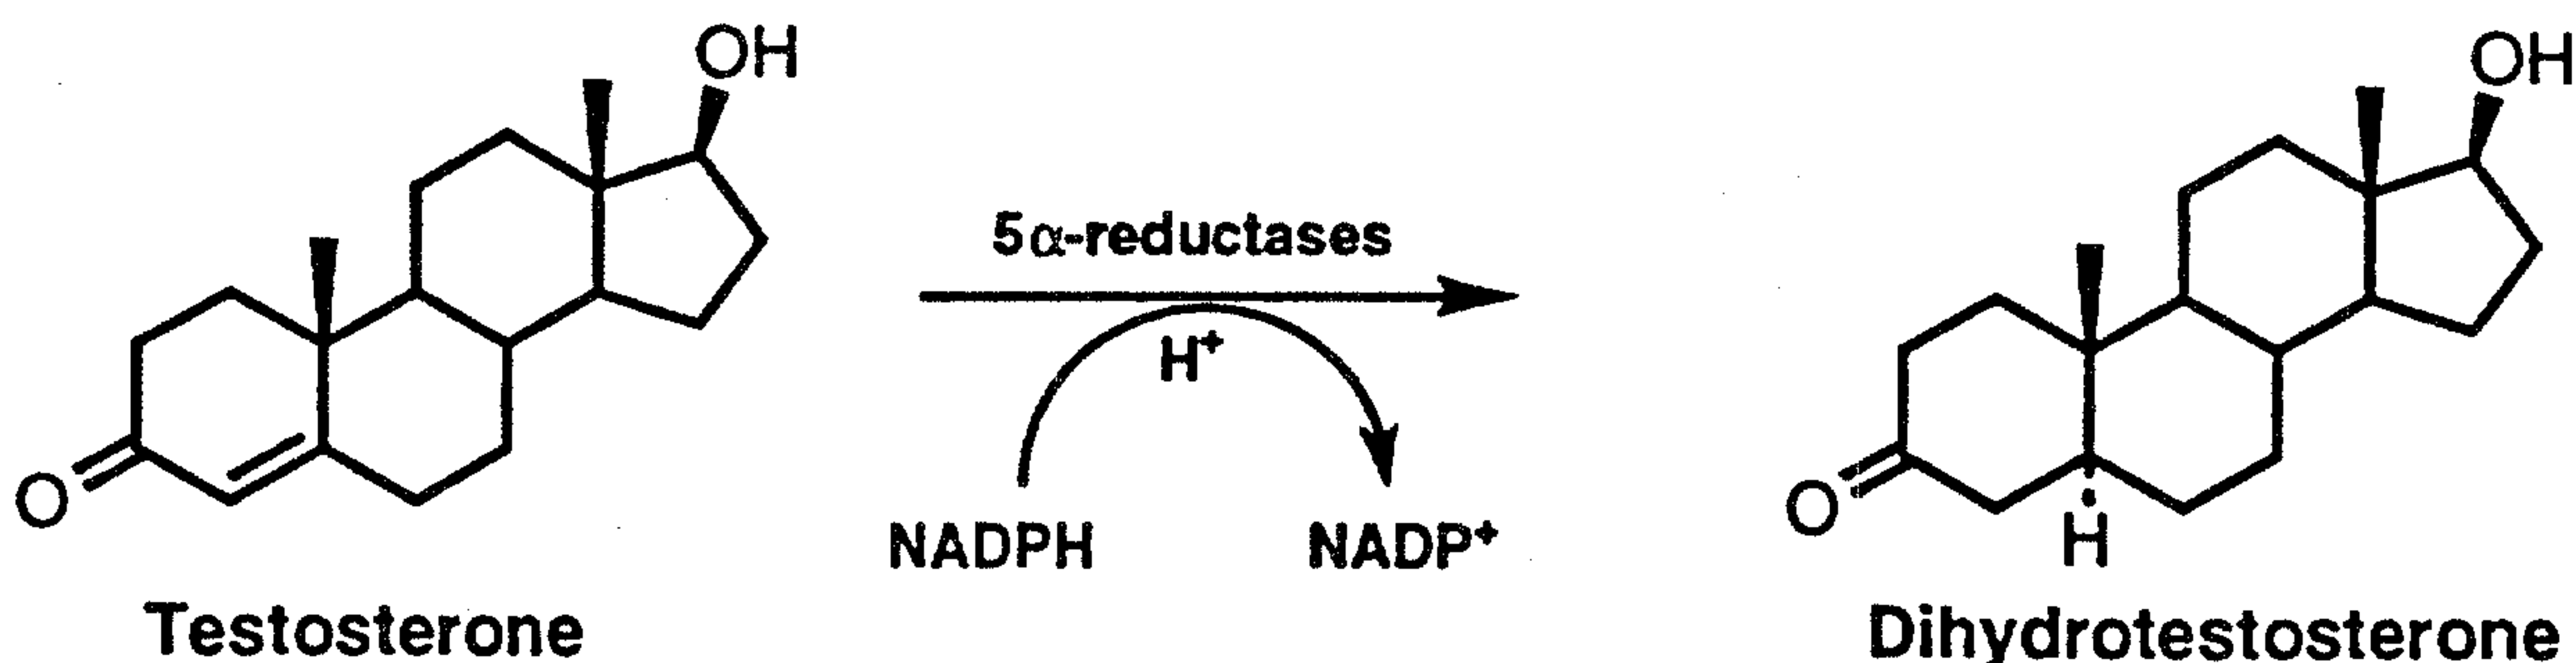 OH
OH
5α-reductases
H⁺
O
O
H
NADPH
NADP⁺
Testosterone
Dihydrotestosterone